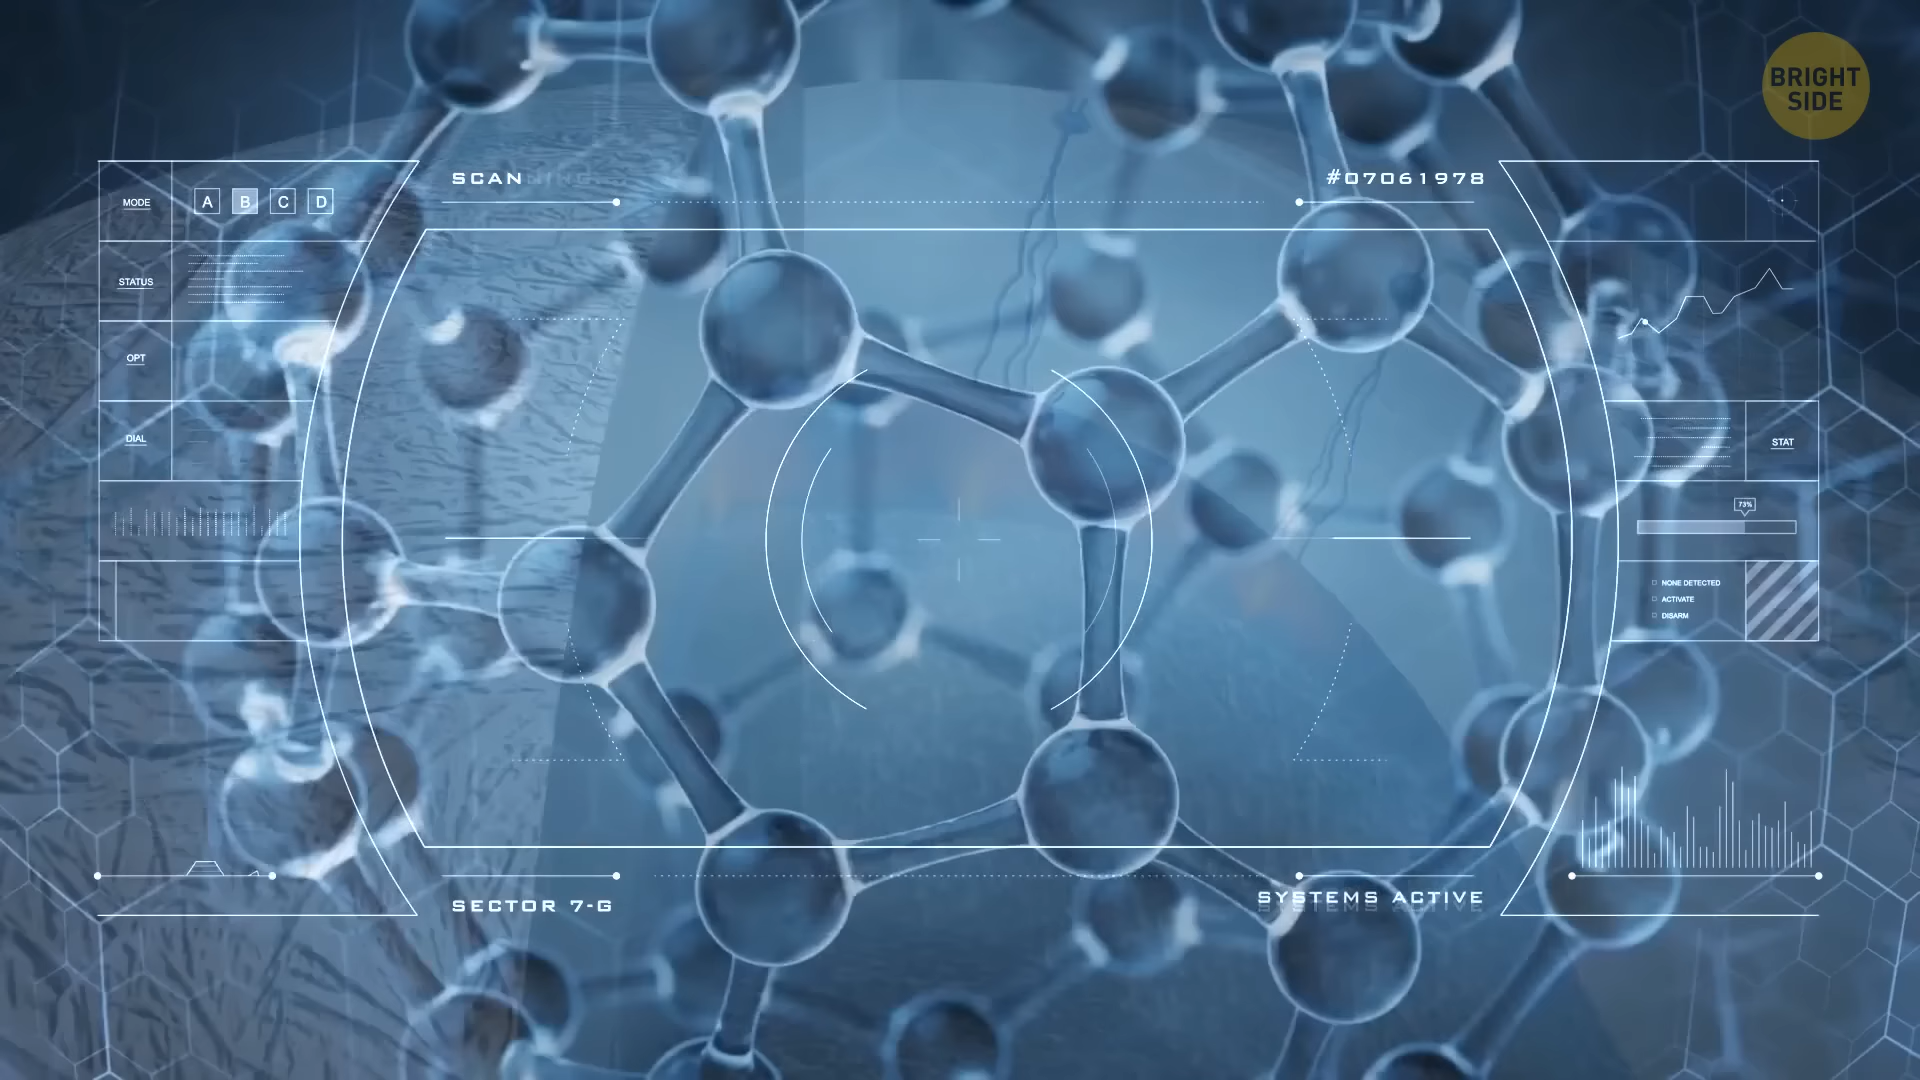 BRIGHT
SIDE
SCAN
#07061978
MODE
A B C D
STATUS
OPT
DIAL
STAT
73%
NONE DETECTED
ACTIVATE
DISARM
SECTOR 7-G
SYSTEMS ACTIVE